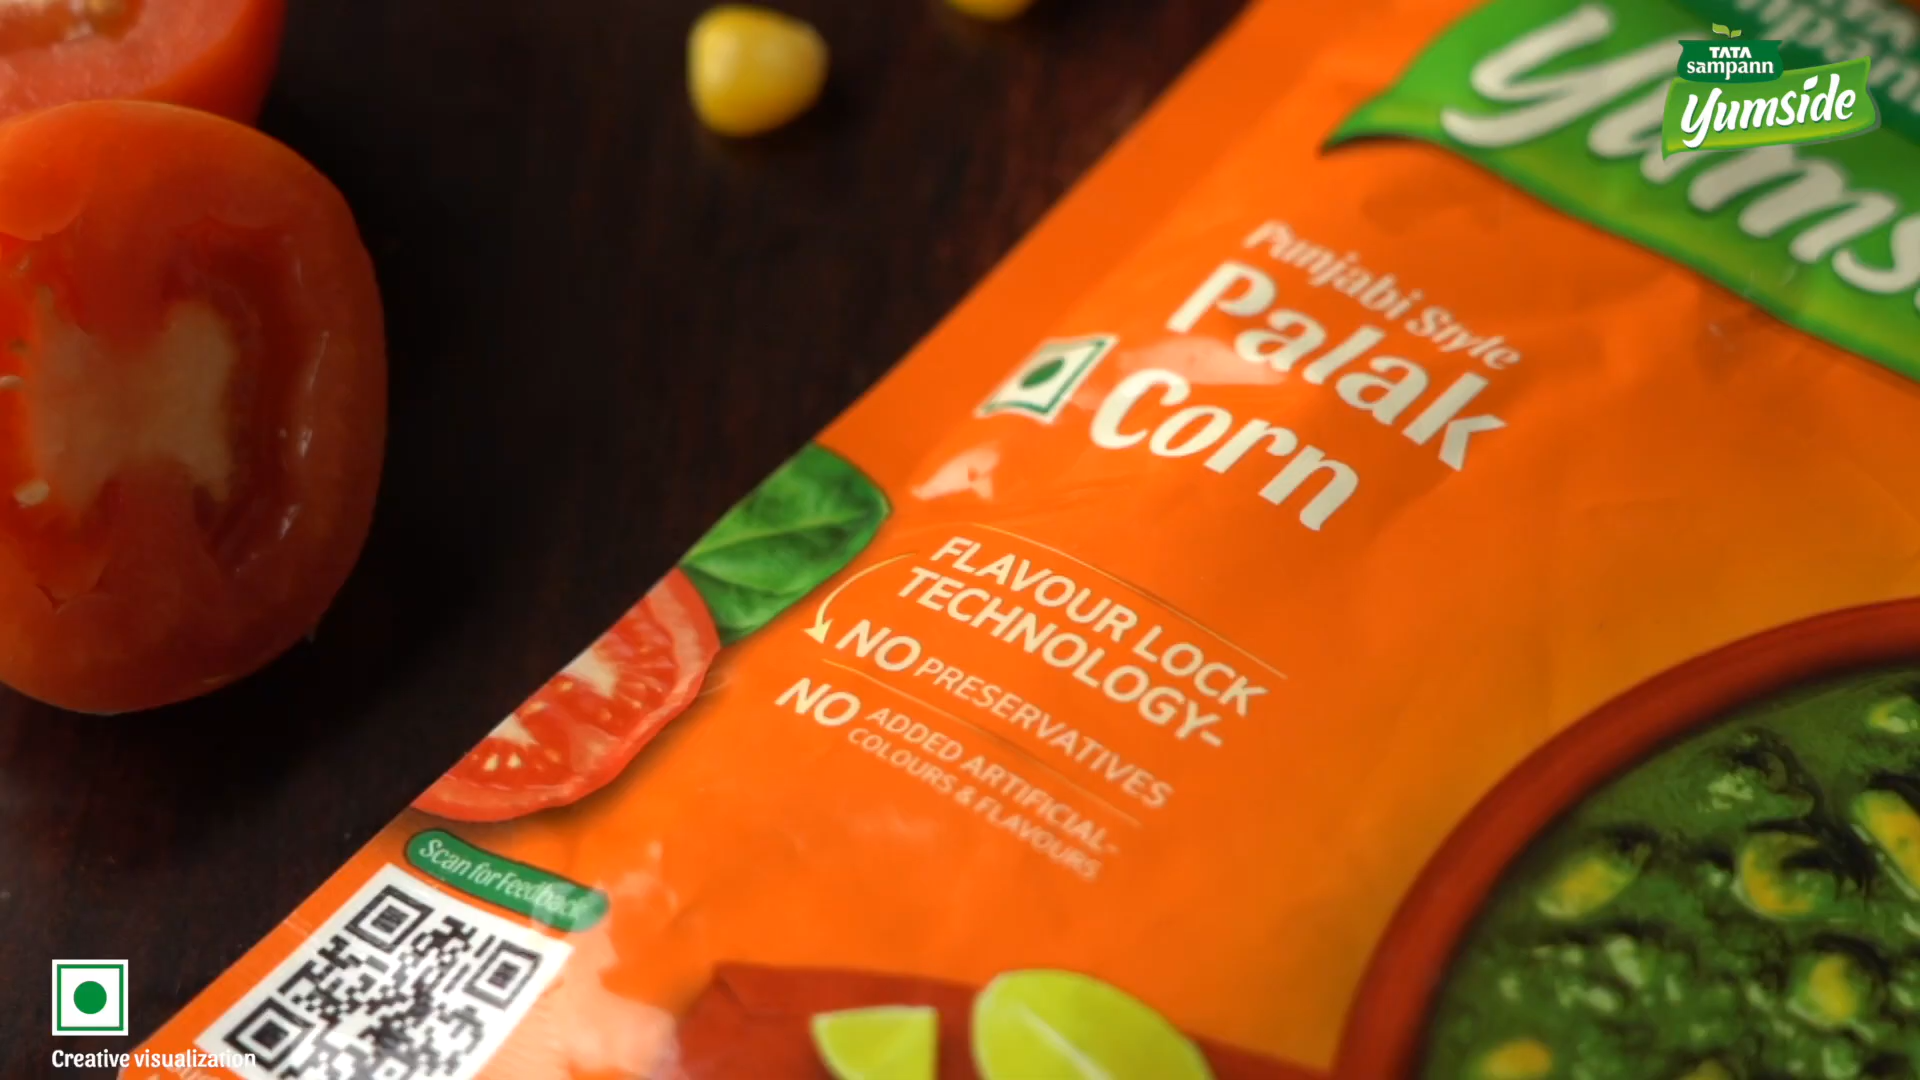 TATA
sampann
Yumside
Yums
Punjabi Style
Palak
Corn
FLAVOUR LOCK
TECHNOLOGY-
NO PRESERVATIVES
NO ADDED ARTIFICIAL-
COLOURS & FLAVOURS
Scan for Feedback
Creative visualization